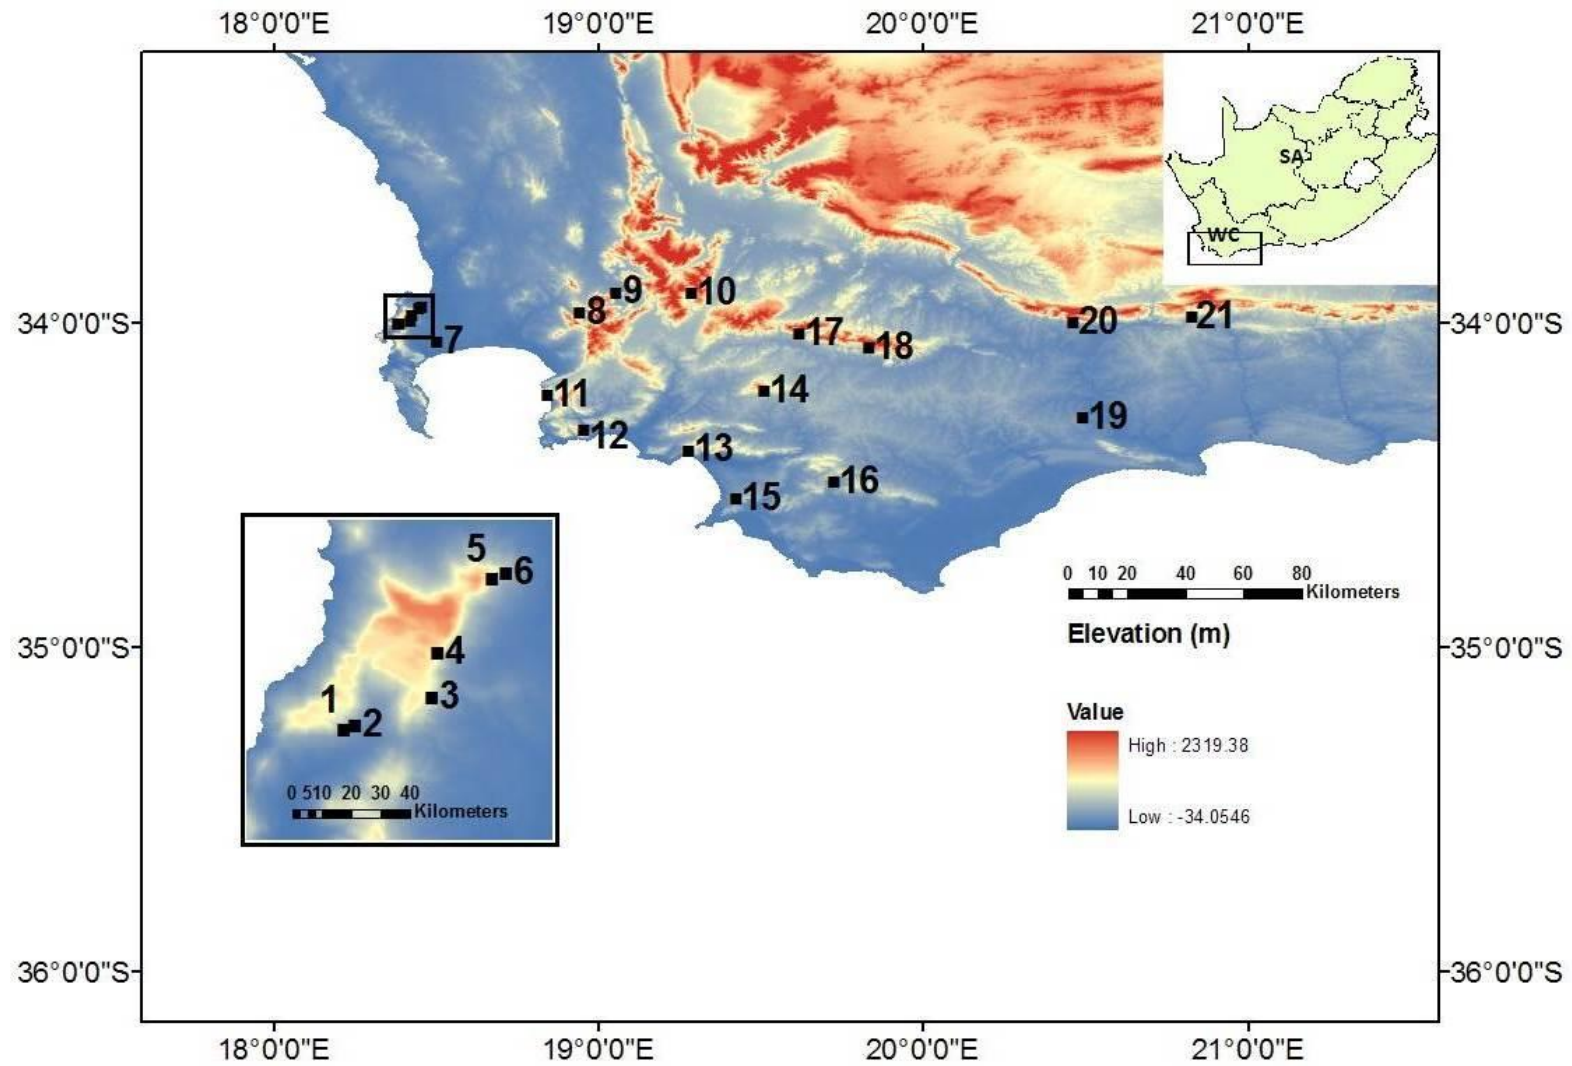 18°0'0"E 19°0'0"E 20°0'0"E 21°0'0"E
SA
WC
9 10
8
34°0'0"S 34°0'0"S
20 21
7
17 18
14
11
19
12 13
16
15
5
6
0 10 20 40 60 80
Kilometers
Elevation (m)
35°0'0"S 35°0'0"S
4
3
1
2
Value
High : 2319.38
Low : -34.0546
0 510 20 30 40
Kilometers
36°0'0"S 36°0'0"S
18°0'0"E 19°0'0"E 20°0'0"E 21°0'0"E